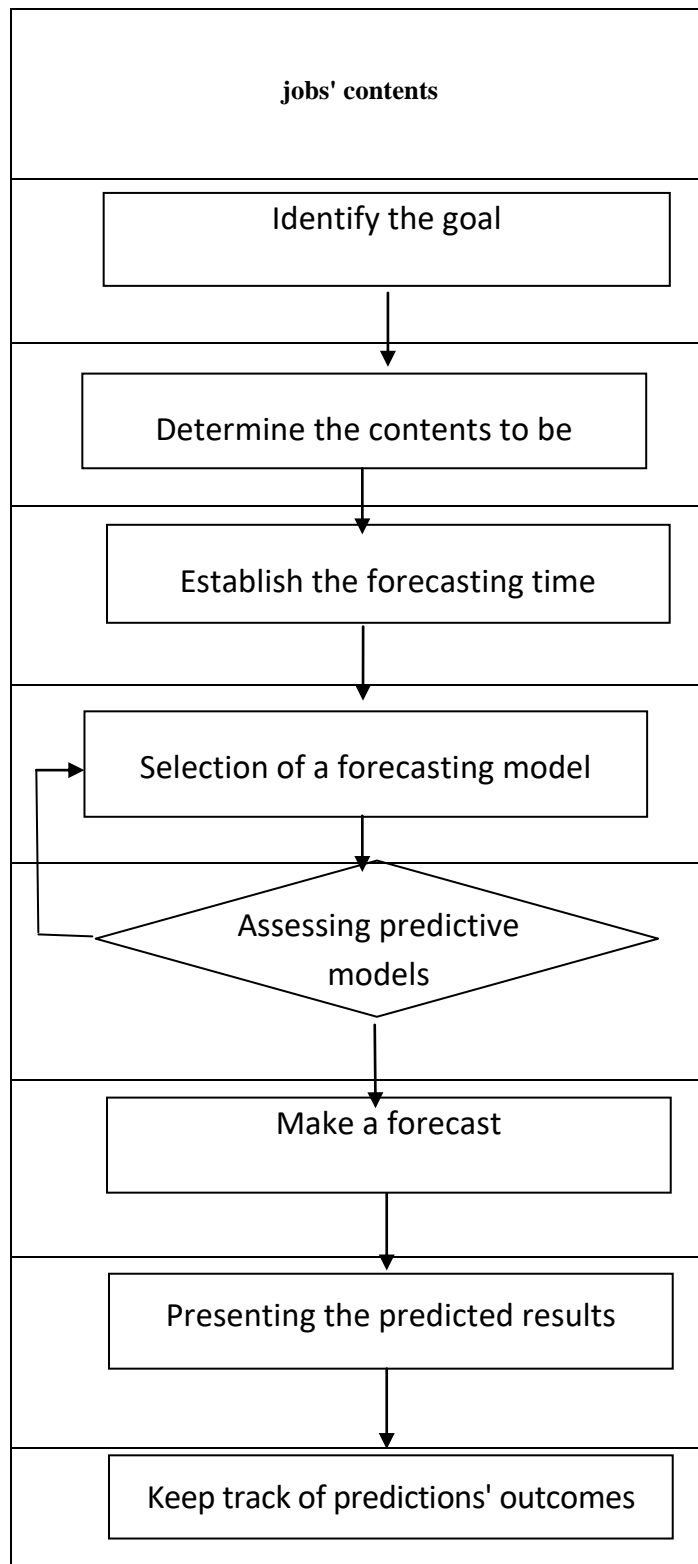 jobs' contents
Identify the goal
Determine the contents to be
Establish the forecasting time
Selection of a forecasting model
Assessing predictive
models
Make a forecast
Presenting the predicted results
Keep track of predictions' outcomes